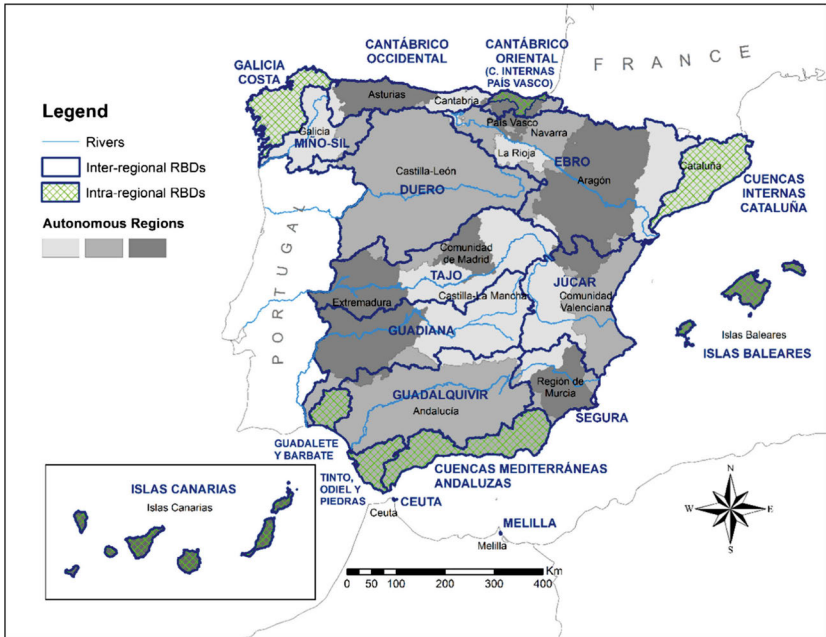 CANTÁBRICO
OCCIDENTAL
CANTÁBRICO
ORIENTAL
(C. INTERNAS
PAÍS VASCO)
FRANCE
GALICIA
COSTA
Legend
Rivers
Inter-regional RBDs
Intra-regional RBDs
Autonomous Regions
Asturias
Cantabria
País Vasco
Navarra
Galicia
MIÑO-SIL
La Rioja
EBRO
Cataluña
Castilla-León
DUERO
Aragón
CUENCAS
INTERNAS
CATALUÑA
PORTUGAL
Comunidad
de Madrid
TAJO
JÚCAR
Castilla-La Mancha
Comunidad
Valenciana
Extremadura
GUADIANA
Islas Baleares
ISLAS BALEARES
GUADALQUIVIR
Andalucía
Región de
Murcia
SEGURA
GUADALETE
Y BARBATE
CUENCAS MEDITERRÁNEAS
ANDALUZAS
TINTO,
ODIEL Y
PIEDRAS
ISLAS CANARIAS
Islas Canarias
CEUTA
Ceuta
MELILLA
Melilla
N
W
E
S
0 50 100 200 300 400 Km